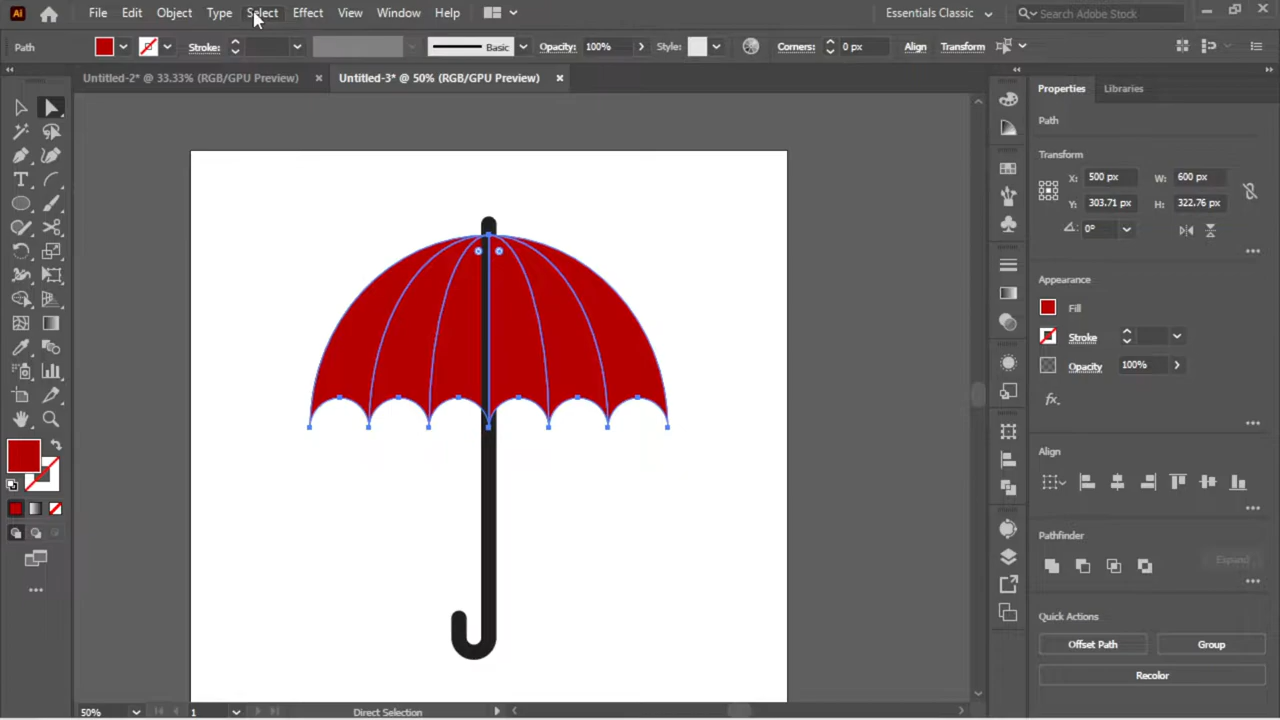 Ai File Edit Object Type Select Effect View Window Help Essentials Classic Search Adobe Stock
Path Stroke: Basic Opacity: 100% Style: Corners: 0 px Align Transform
Untitled-2* @ 33.33% (RGB/GPU Preview) × Untitled-3* @ 50% (RGB/GPU Preview) ×
Properties Libraries
Path
Transform
X: 500 px W: 600 px
Y: 303.71 px H: 322.76 px
0°
Appearance
Fill
Stroke
Opacity 100%
fx.
Align
Pathfinder
Expand
Quick Actions
Offset Path Group
Recolor
50% 1 Direct Selection